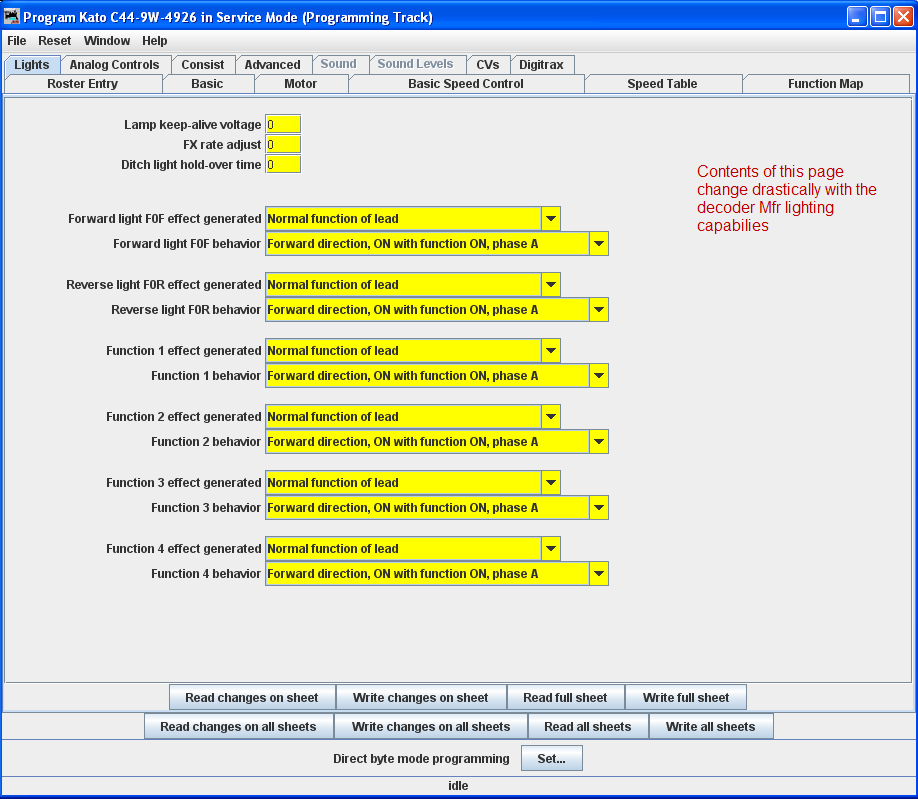 Program Kato C44-9W-4926 in Service Mode (Programming Track)
File Reset Window Help
Lights Analog Controls Consist Advanced Sound Sound Levels CVs Digitrax
Roster Entry Basic Motor Basic Speed Control Speed Table Function Map
Lamp keep-alive voltage 0
FX rate adjust 0
Ditch light hold-over time 0
Contents of this page
change drastically with the
decoder Mfr lighting
capabilies
Forward light F0F effect generated Normal function of lead
Forward light F0F behavior Forward direction, ON with function ON, phase A
Reverse light F0R effect generated Normal function of lead
Reverse light F0R behavior Forward direction, ON with function ON, phase A
Function 1 effect generated Normal function of lead
Function 1 behavior Forward direction, ON with function ON, phase A
Function 2 effect generated Normal function of lead
Function 2 behavior Forward direction, ON with function ON, phase A
Function 3 effect generated Normal function of lead
Function 3 behavior Forward direction, ON with function ON, phase A
Function 4 effect generated Normal function of lead
Function 4 behavior Forward direction, ON with function ON, phase A
Read changes on sheet Write changes on sheet Read full sheet Write full sheet
Read changes on all sheets Write changes on all sheets Read all sheets Write all sheets
Direct byte mode programming Set...
idle